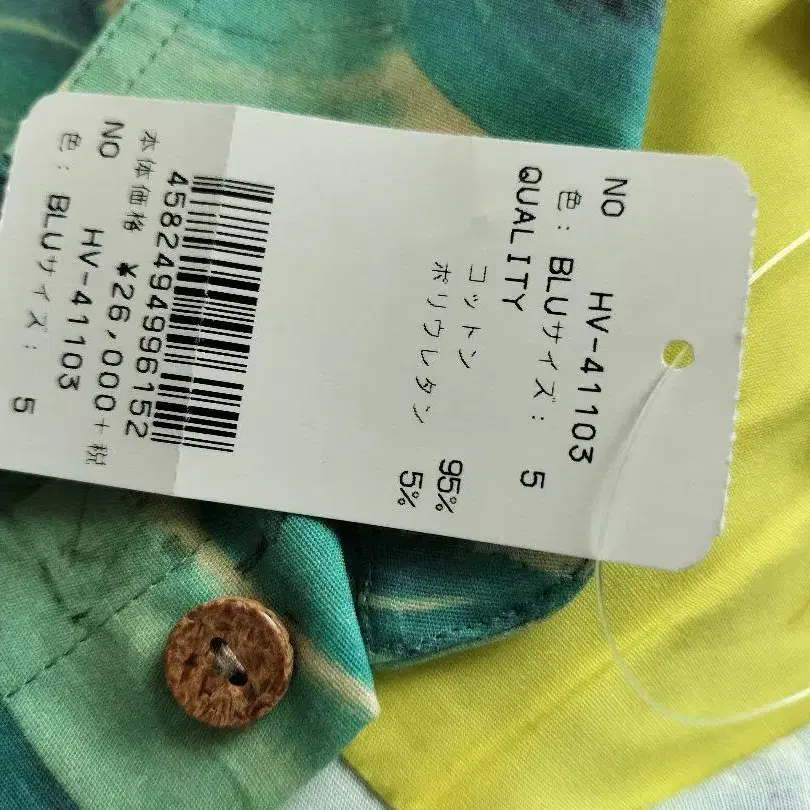 NO HV-41103
色: BLUサイズ: 5
QUALITY
コットン 95%
ポリウレタン 5%
4582494996152
本体価格 ¥26,000+税
NO HV-41103
色: BLUサイズ: 5